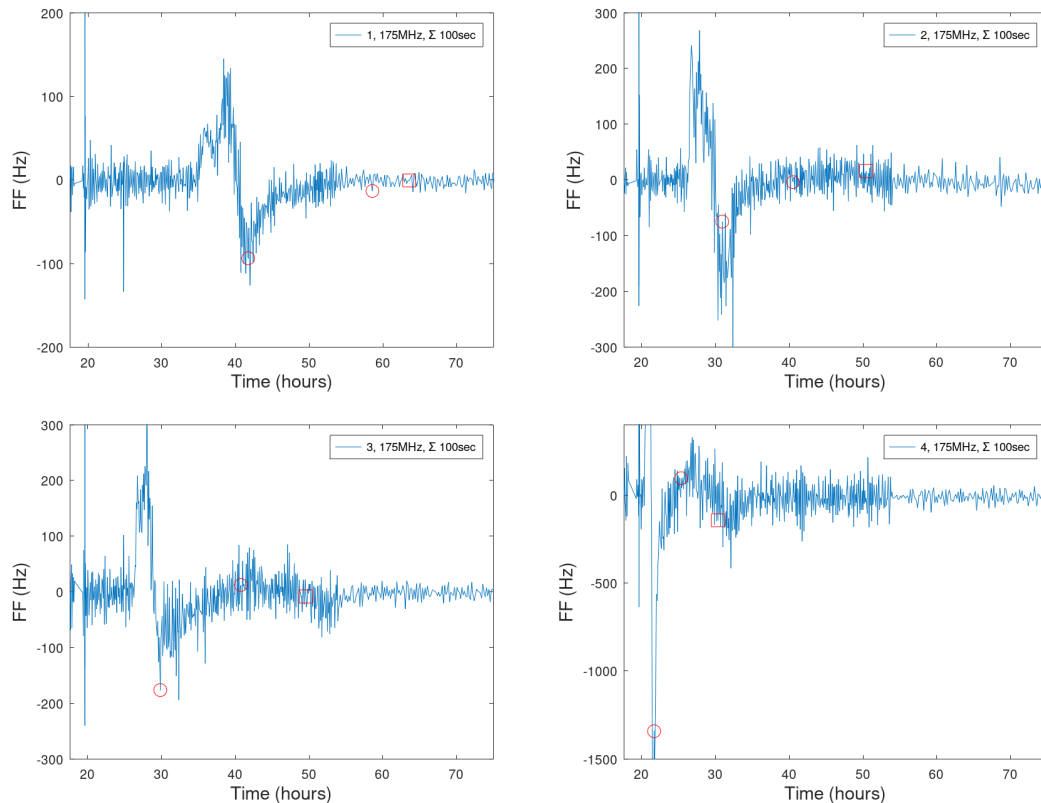 200
100
0
-100
-200
FF (Hz)
1, 175MHz, Σ 100sec
20 30 40 50 60 70
Time (hours)
300
200
100
0
-100
-200
-300
FF (Hz)
2, 175MHz, Σ 100sec
20 30 40 50 60 70
Time (hours)
300
200
100
0
-100
-200
-300
FF (Hz)
3, 175MHz, Σ 100sec
20 30 40 50 60 70
Time (hours)
0
-500
-1000
-1500
FF (Hz)
4, 175MHz, Σ 100sec
20 30 40 50 60 70
Time (hours)